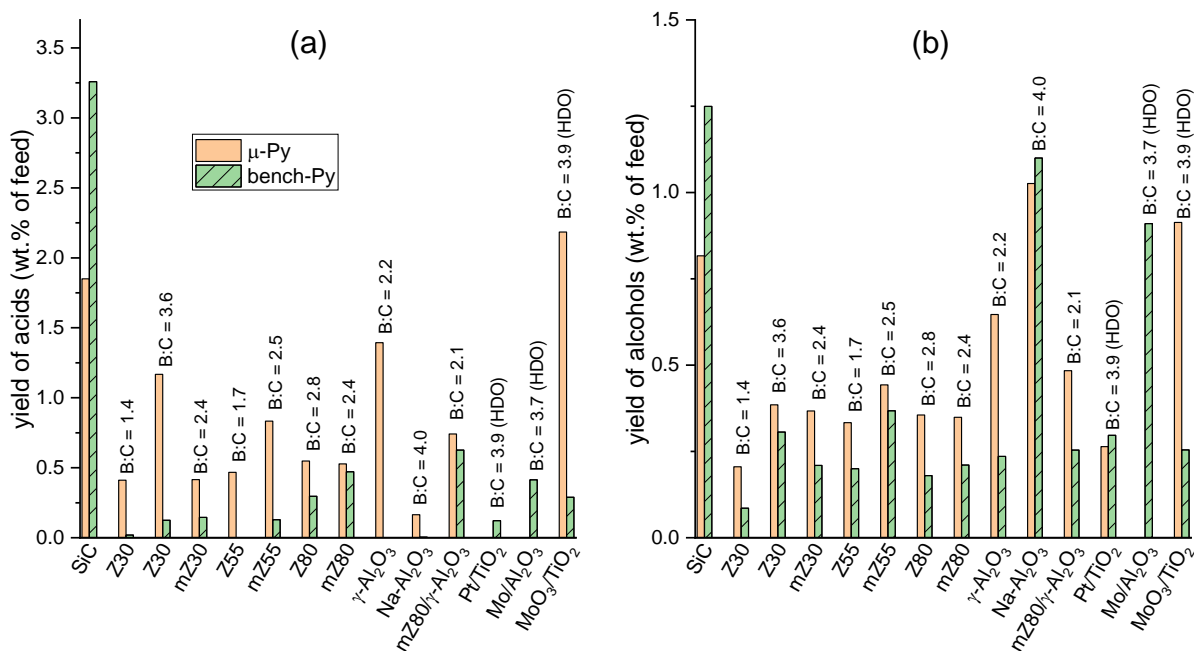 (a)
yield of acids (wt.% of feed)
3.5
3.0
2.5
2.0
1.5
1.0
0.5
0.0
μ-Py
bench-Py
B:C = 1.4
B:C = 3.6
B:C = 2.4
B:C = 1.7
B:C = 2.5
B:C = 2.8
B:C = 2.4
B:C = 2.2
B:C = 4.0
B:C = 2.1
B:C = 3.9 (HDO)
B:C = 3.7 (HDO)
B:C = 3.9 (HDO)
SiC
Z30
Z30
mZ30
Z55
mZ55
Z80
mZ80
γ-Al₂O₃
Na-Al₂O₃
mZ80/γ-Al₂O₃
Pt/TiO₂
Mo/Al₂O₃
MoO₃/TiO₂
(b)
yield of alcohols (wt.% of feed)
1.5
1.0
0.5
0.0
B:C = 1.4
B:C = 3.6
B:C = 2.4
B:C = 1.7
B:C = 2.5
B:C = 2.8
B:C = 2.4
B:C = 2.2
B:C = 4.0
B:C = 2.1
B:C = 3.9 (HDO)
B:C = 3.7 (HDO)
B:C = 3.9 (HDO)
SiC
Z30
Z30
mZ30
Z55
mZ55
Z80
mZ80
γ-Al₂O₃
Na-Al₂O₃
mZ80/γ-Al₂O₃
Pt/TiO₂
Mo/Al₂O₃
MoO₃/TiO₂